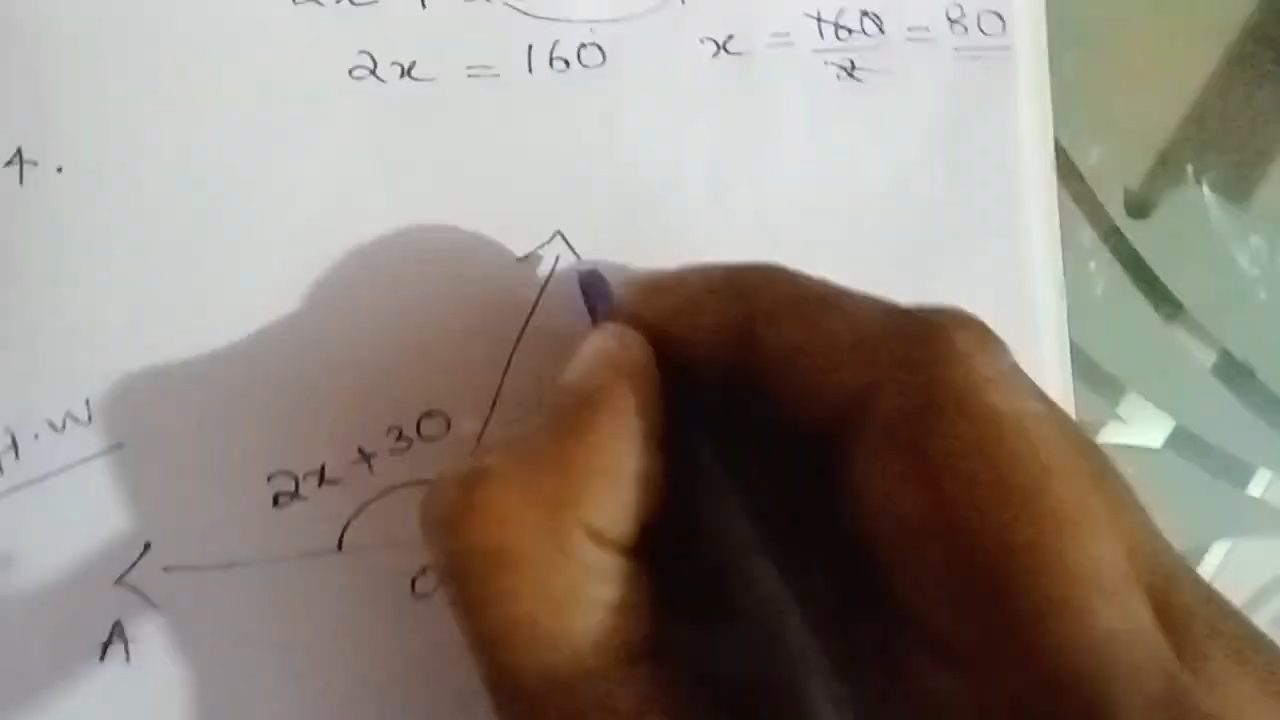 2x = 160 x = 160/2 = 80
4.
H.W
2x+30
A